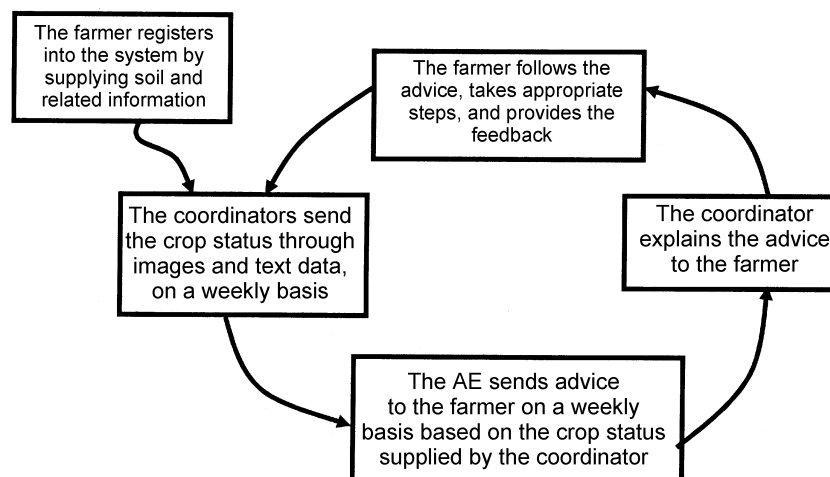 The farmer registers
into the system by
supplying soil and
related information
The farmer follows the
advice, takes appropriate
steps, and provides the
feedback
The coordinators send
the crop status through
images and text data,
on a weekly basis
The coordinator
explains the advice
to the farmer
The AE sends advice
to the farmer on a weekly
basis based on the crop status
supplied by the coordinator